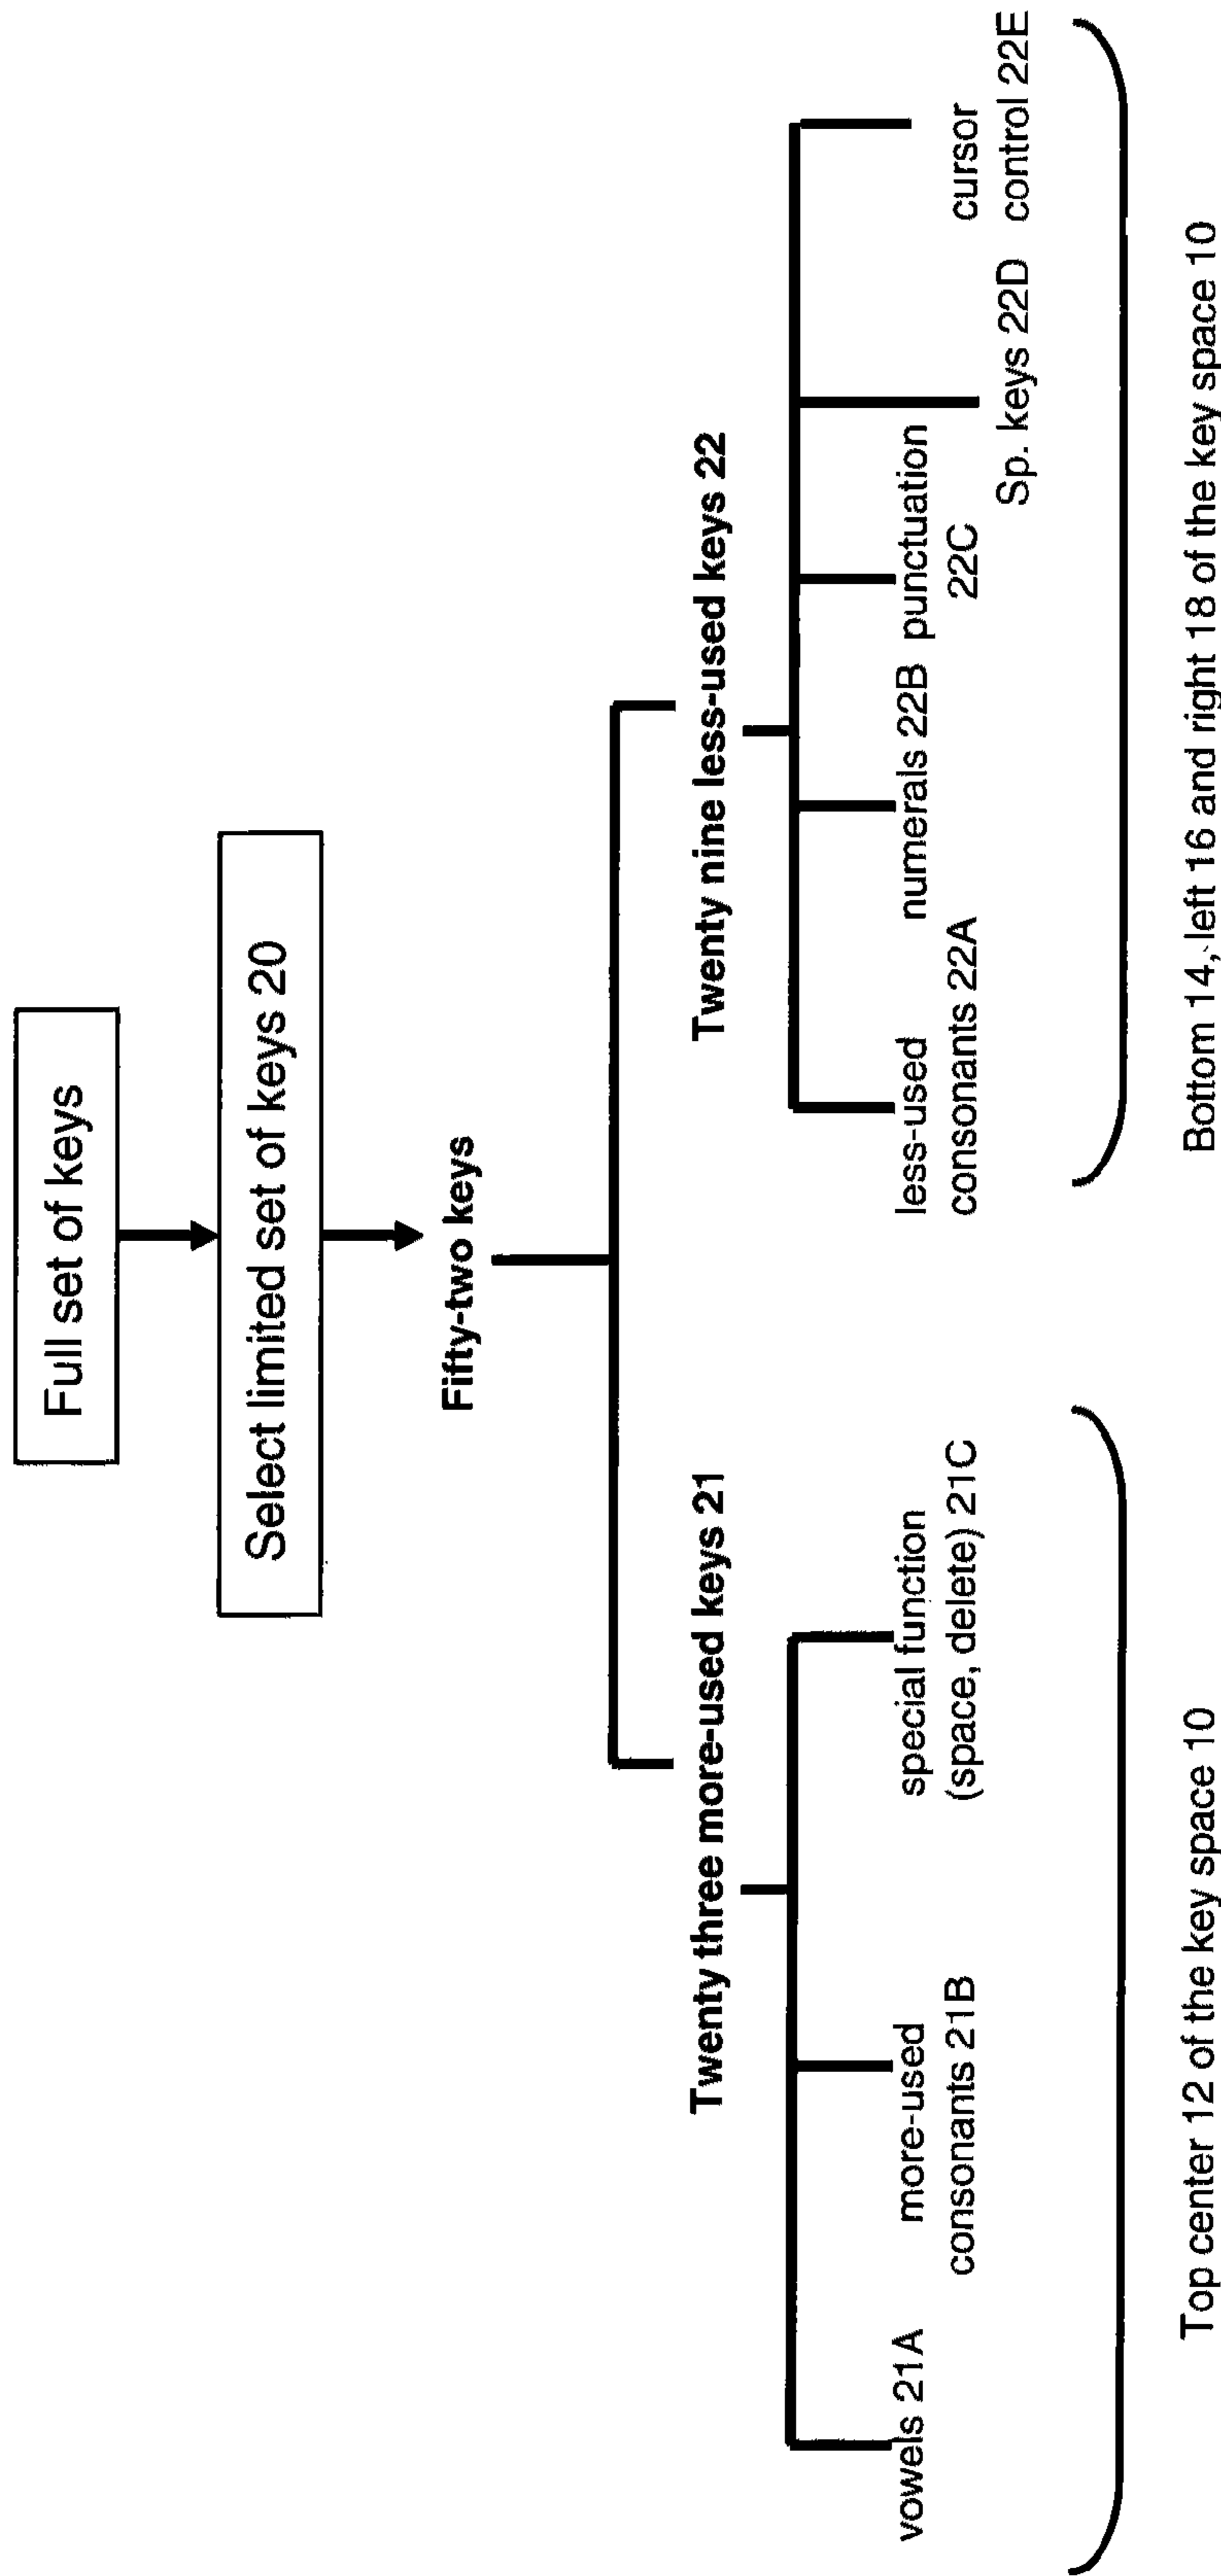 Full set of keys
Select limited set of keys 20
Fifty-two keys
Twenty three more-used keys 21
Twenty nine less-used keys 22
vowels 21A
more-used
consonants 21B
special function
(space, delete) 21C
less-used
consonants 22A
numerals 22B
punctuation
22C
Sp. keys 22D
cursor
control 22E
Top center 12 of the key space 10
Bottom 14, left 16 and right 18 of the key space 10